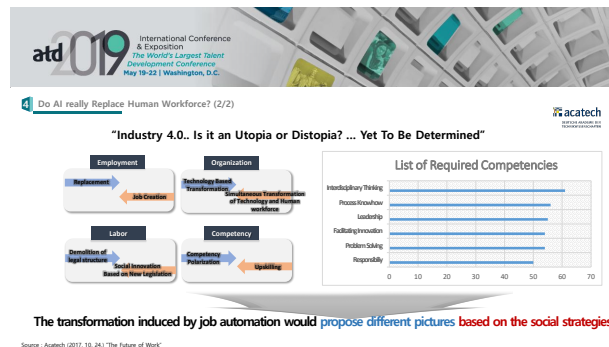 atd 2019
International Conference
& Exposition
The World's Largest Talent
Development Conference
May 19-22 | Washington, D.C.
4 Do AI really Replace Human Workforce? (2/2)
acatech
DEUTSCHE AKADEMIE DER
TECHNIKWISSENSCHAFTEN
“Industry 4.0.. Is it an Utopia or Distopia? ... Yet To Be Determined”
Employment
Replacement
Job Creation
Organization
Technology Based
Transformation
Simultaneous Transformation
of Technology and Human
workforce
Labor
Demolition of
legal structure
Social Innovation
Based on New Legislation
Competency
Competency
Polarization
Upskilling
List of Required Competencies
Interdisciplinary Thinking
Process Knowhow
Leadership
Facilitating Innovation
Problem Solving
Responsibility
0 10 20 30 40 50 60 70
The transformation induced by job automation would propose different pictures based on the social strategies
Source : Acatech (2017. 10. 24.) "The Future of Work"